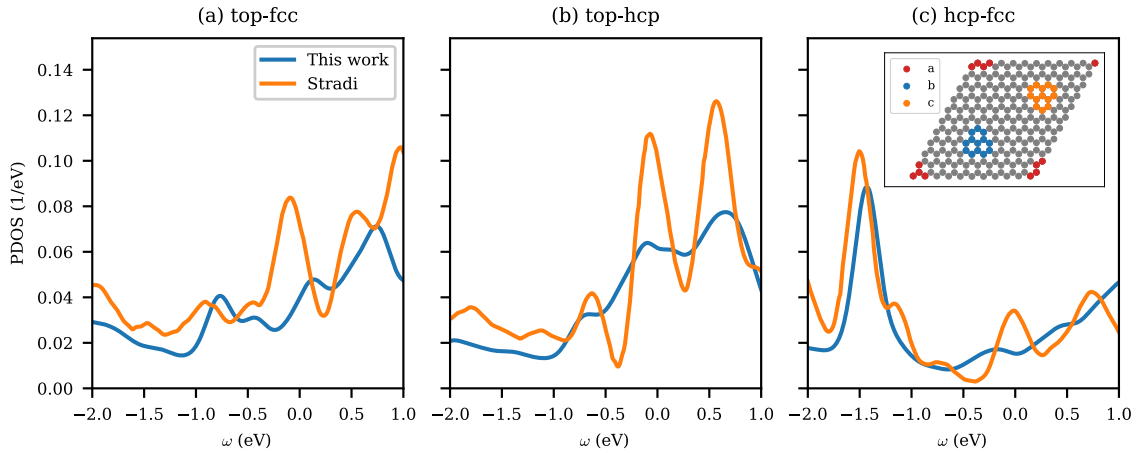 (a) top-fcc
(b) top-hcp
(c) hcp-fcc
PDOS (1/eV)
0.14
0.12
0.10
0.08
0.06
0.04
0.02
0.00
This work
Stradi
a
b
c
−2.0 −1.5 −1.0 −0.5 0.0 0.5 1.0
−2.0 −1.5 −1.0 −0.5 0.0 0.5 1.0
−2.0 −1.5 −1.0 −0.5 0.0 0.5 1.0
ω (eV)
ω (eV)
ω (eV)